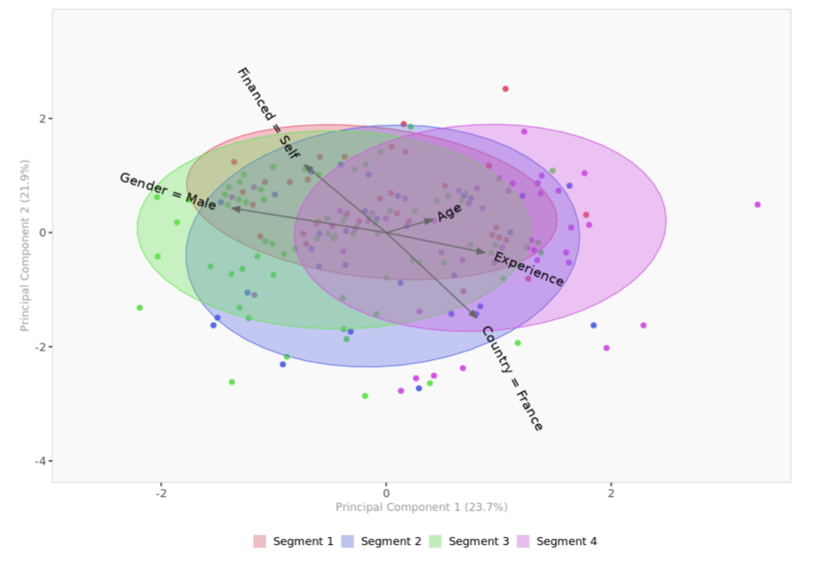 Financed = Self
Gender = Male
Age
Experience
Country = France
Principal Component 2 (21.9%)
2
0
-2
-4
-2
0
2
Principal Component 1 (23.7%)
Segment 1
Segment 2
Segment 3
Segment 4